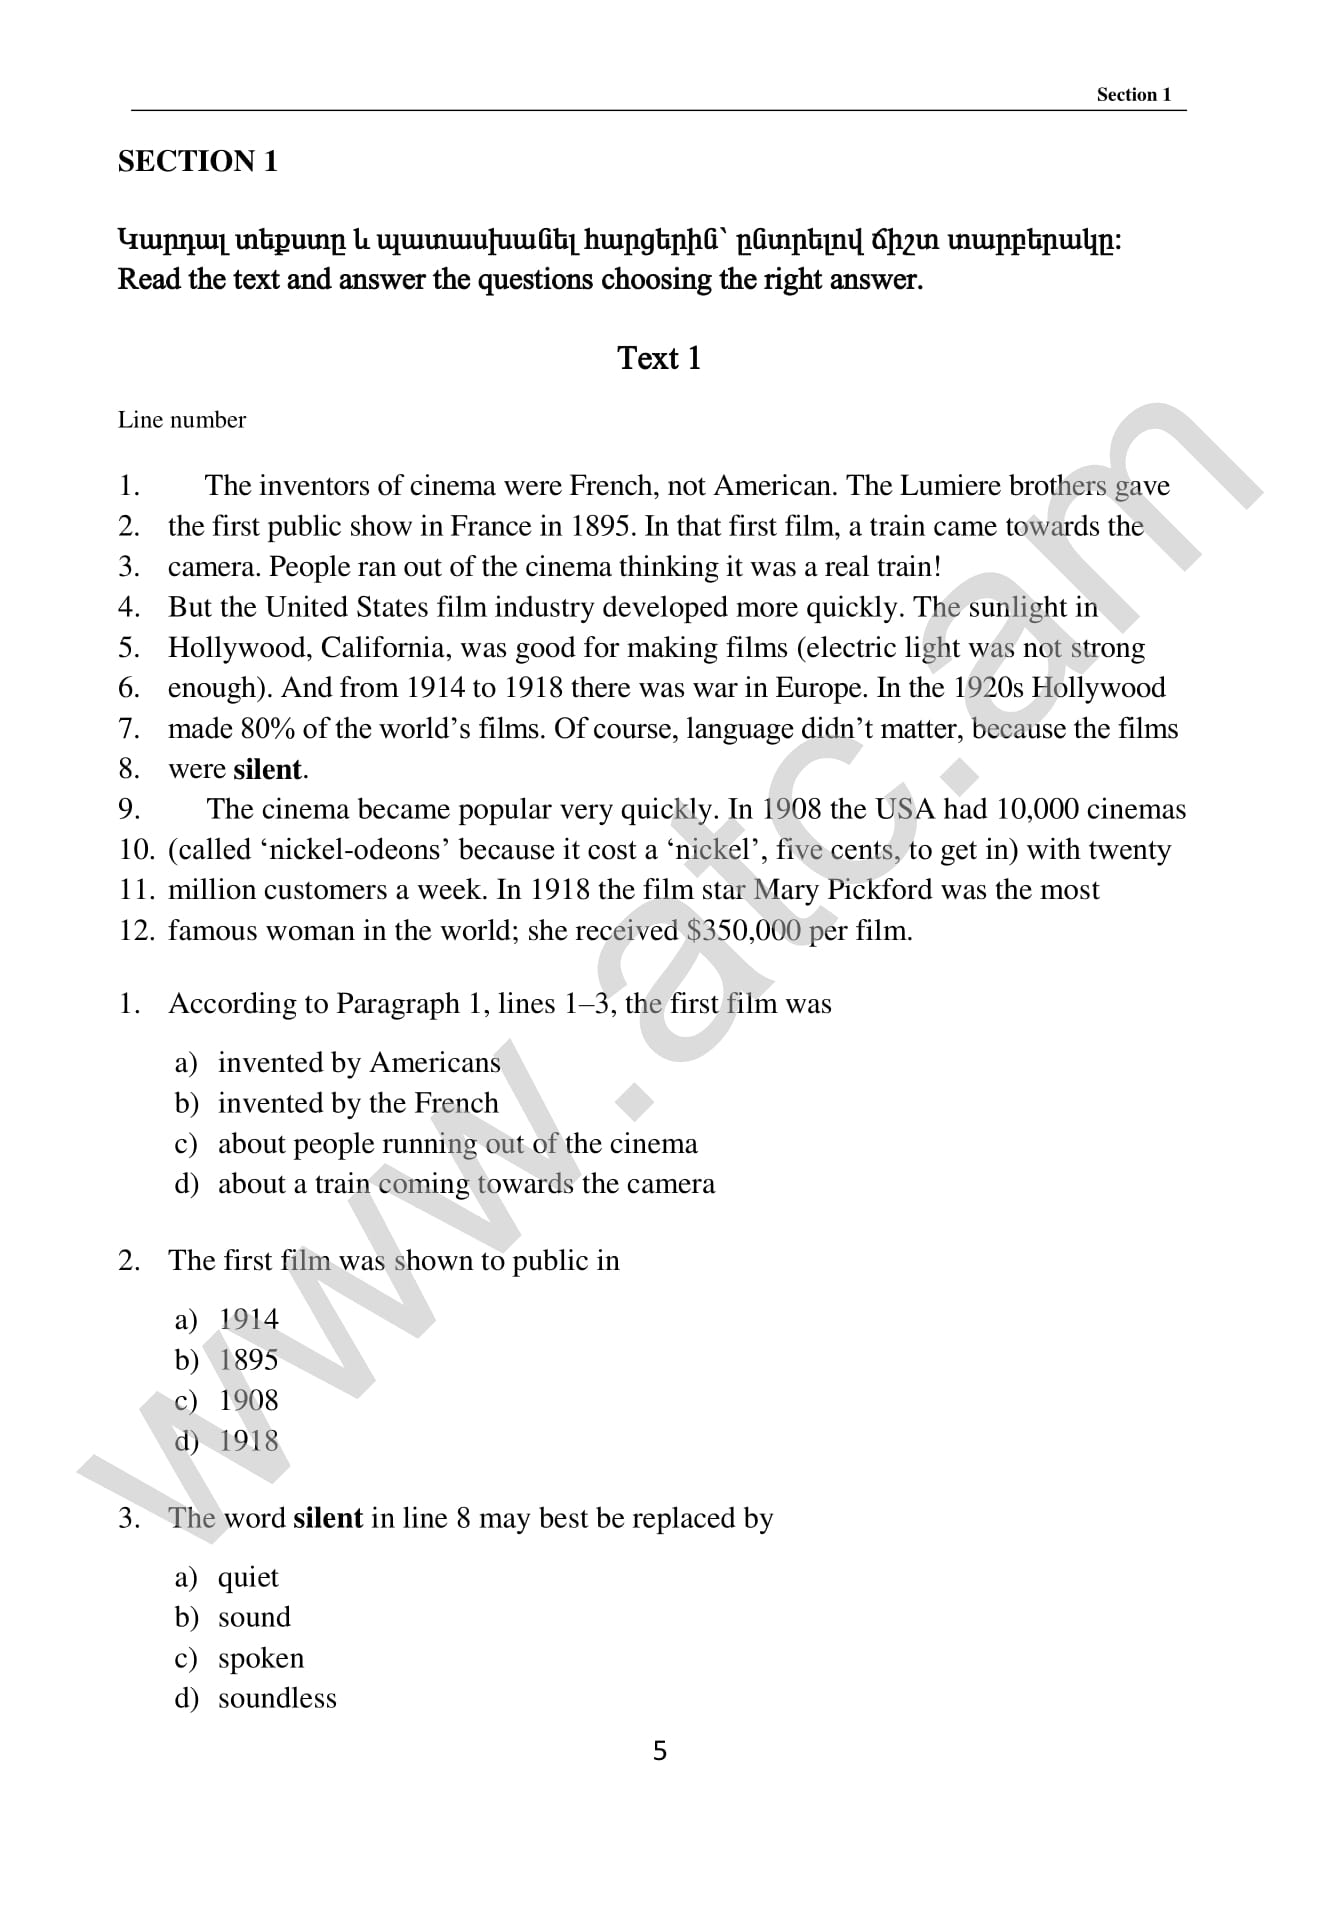 Section 1
SECTION 1
Կարդալ տեքստը և պատասխանել հարցերին՝ ընտրելով ճիշտ տարբերակը:
Read the text and answer the questions choosing the right answer.
Text 1
Line number
1. The inventors of cinema were French, not American. The Lumiere brothers gave
2. the first public show in France in 1895. In that first film, a train came towards the
3. camera. People ran out of the cinema thinking it was a real train!
4. But the United States film industry developed more quickly. The sunlight in
5. Hollywood, California, was good for making films (electric light was not strong
6. enough). And from 1914 to 1918 there was war in Europe. In the 1920s Hollywood
7. made 80% of the world’s films. Of course, language didn’t matter, because the films
8. were silent.
9. The cinema became popular very quickly. In 1908 the USA had 10,000 cinemas
10. (called ‘nickel-odeons’ because it cost a ‘nickel’, five cents, to get in) with twenty
11. million customers a week. In 1918 the film star Mary Pickford was the most
12. famous woman in the world; she received $350,000 per film.
1. According to Paragraph 1, lines 1–3, the first film was
a) invented by Americans
b) invented by the French
c) about people running out of the cinema
d) about a train coming towards the camera
2. The first film was shown to public in
a) 1914
b) 1895
c) 1908
d) 1918
3. The word silent in line 8 may best be replaced by
a) quiet
b) sound
c) spoken
d) soundless
5
www.atc.am